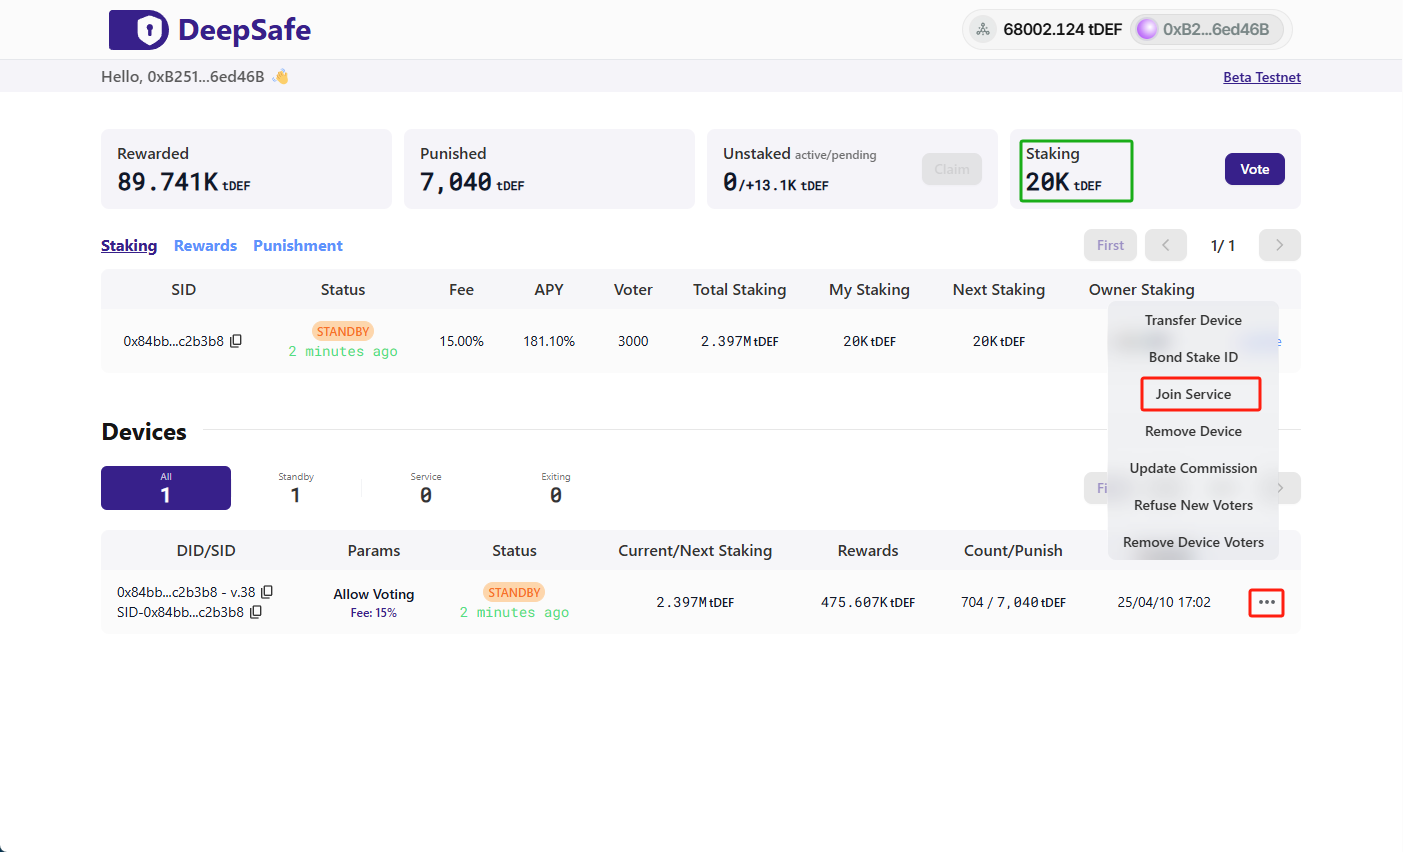 DeepSafe
68002.124 tDEF 0xB2...6ed46B
Hello, 0xB251...6ed46B 👋
Beta Testnet
Rewarded
89.741K tDEF
Punished
7,040 tDEF
Unstaked active/pending
0/+13.1K tDEF
Claim
Staking
20K tDEF
Vote
Staking Rewards Punishment
First < 1/ 1 >
SID Status Fee APY Voter Total Staking My Staking Next Staking Owner Staking
0x84bb...c2b3b8 STANDBY 15.00% 181.10% 3000 2.397M tDEF 20K tDEF 20K tDEF
2 minutes ago
Transfer Device
Bond Stake ID
Join Service
Remove Device
Update Commission
Refuse New Voters
Remove Device Voters
Devices
All
1
Standby
1
Service
0
Exiting
0
DID/SID Params Status Current/Next Staking Rewards Count/Punish
0x84bb...c2b3b8 - v.38
SID-0x84bb...c2b3b8
Allow Voting
Fee: 15%
STANDBY
2 minutes ago
2.397M tDEF
475.607K tDEF
704 / 7,040 tDEF
25/04/10 17:02
•••